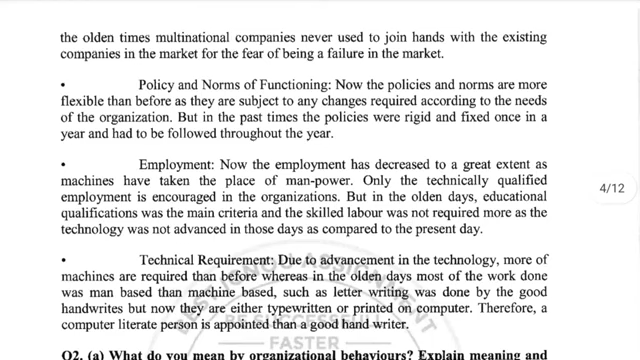 the olden times multinational companies never used to join hands with the existing
companies in the market for the fear of being a failure in the market.
• Policy and Norms of Functioning: Now the policies and norms are more
flexible than before as they are subject to any changes required according to the needs
of the organization. But in the past times the policies were rigid and fixed once in a
year and had to be followed throughout the year.
• Employment: Now the employment has decreased to a great extent as
machines have taken the place of man-power. Only the technically qualified
employment is encouraged in the organizations. But in the olden days, educational
qualifications was the main criteria and the skilled labour was not required more as the
technology was not advanced in those days as compared to the present day.
4/12
• Technical Requirement: Due to advancement in the technology, more of
machines are required than before whereas in the olden days most of the work done
was man based than machine based, such as letter writing was done by the good
handwrites but now they are either typewritten or printed on computer. Therefore, a
computer literate person is appointed than a good hand writer.
BEST IGNOU ASSIGNMENT
BE SUCCESSFUL
FASTER
Q2. (a) What do you mean by organizational behaviours? Explain meaning and